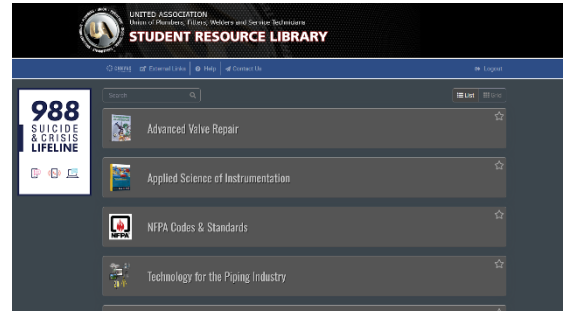 UNITED ASSOCIATION
Union of Plumbers, Fitters, Welders and Service Technicians
STUDENT RESOURCE LIBRARY
ONLINE External Links Help Contact Us Logout
Search List Grid
988
SUICIDE
& CRISIS
LIFELINE
Advanced Valve Repair
Applied Science of Instrumentation
NFPA
NFPA Codes & Standards
Technology for the Piping Industry